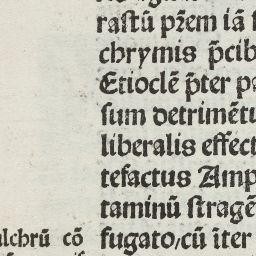 raſtū pr̄em iā
chrymis p̄cib
Etioclē p̄ter p
ſum detrimētu
liberalis effect
tefactus Amp
taminū ſtragē
ulchrū cō
fugato/cū iter